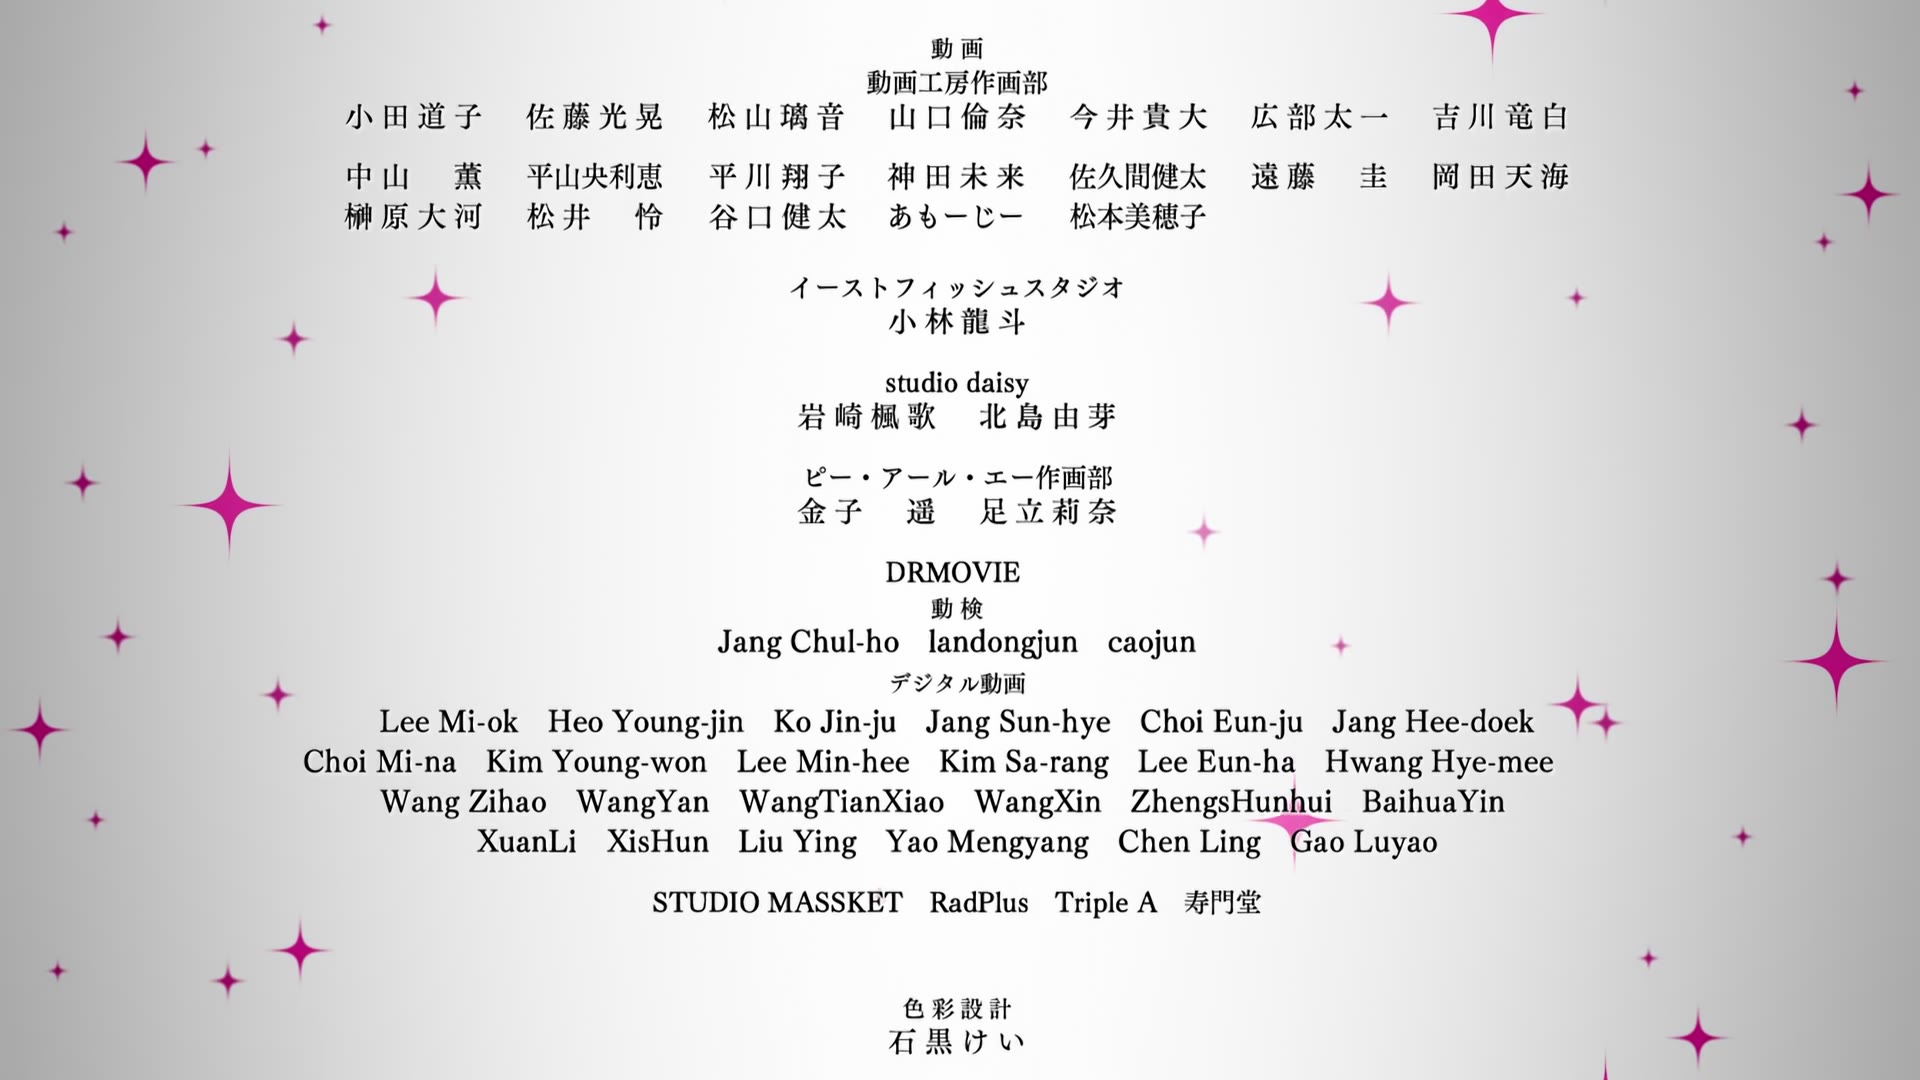 動画
動画工房作画部
小田道子　佐藤光晃　松山璃音　山口倫奈　今井貴大　広部太一　吉川竜白
中山　薫　平山央利恵　平川翔子　神田未来　佐久間健太　遠藤　圭　岡田天海
榊原大河　松井　怜　谷口健太　あもーじー　松本美穂子
イーストフィッシュスタジオ
小林龍斗
studio daisy
岩崎楓歌　北島由芽
ピー・アール・エー作画部
金子　遥　足立莉奈
DRMOVIE
動検
Jang Chul-ho　landongjun　caojun
デジタル動画
Lee Mi-ok　Heo Young-jin　Ko Jin-ju　Jang Sun-hye　Choi Eun-ju　Jang Hee-doek
Choi Mi-na　Kim Young-won　Lee Min-hee　Kim Sa-rang　Lee Eun-ha　Hwang Hye-mee
Wang Zihao　WangYan　WangTianXiao　WangXin　ZhengsHunhui　BaihuaYin
XuanLi　XisHun　Liu Ying　Yao Mengyang　Chen Ling　Gao Luyao
STUDIO MASSKET　RadPlus　Triple A　寿門堂
色彩設計
石黒けい